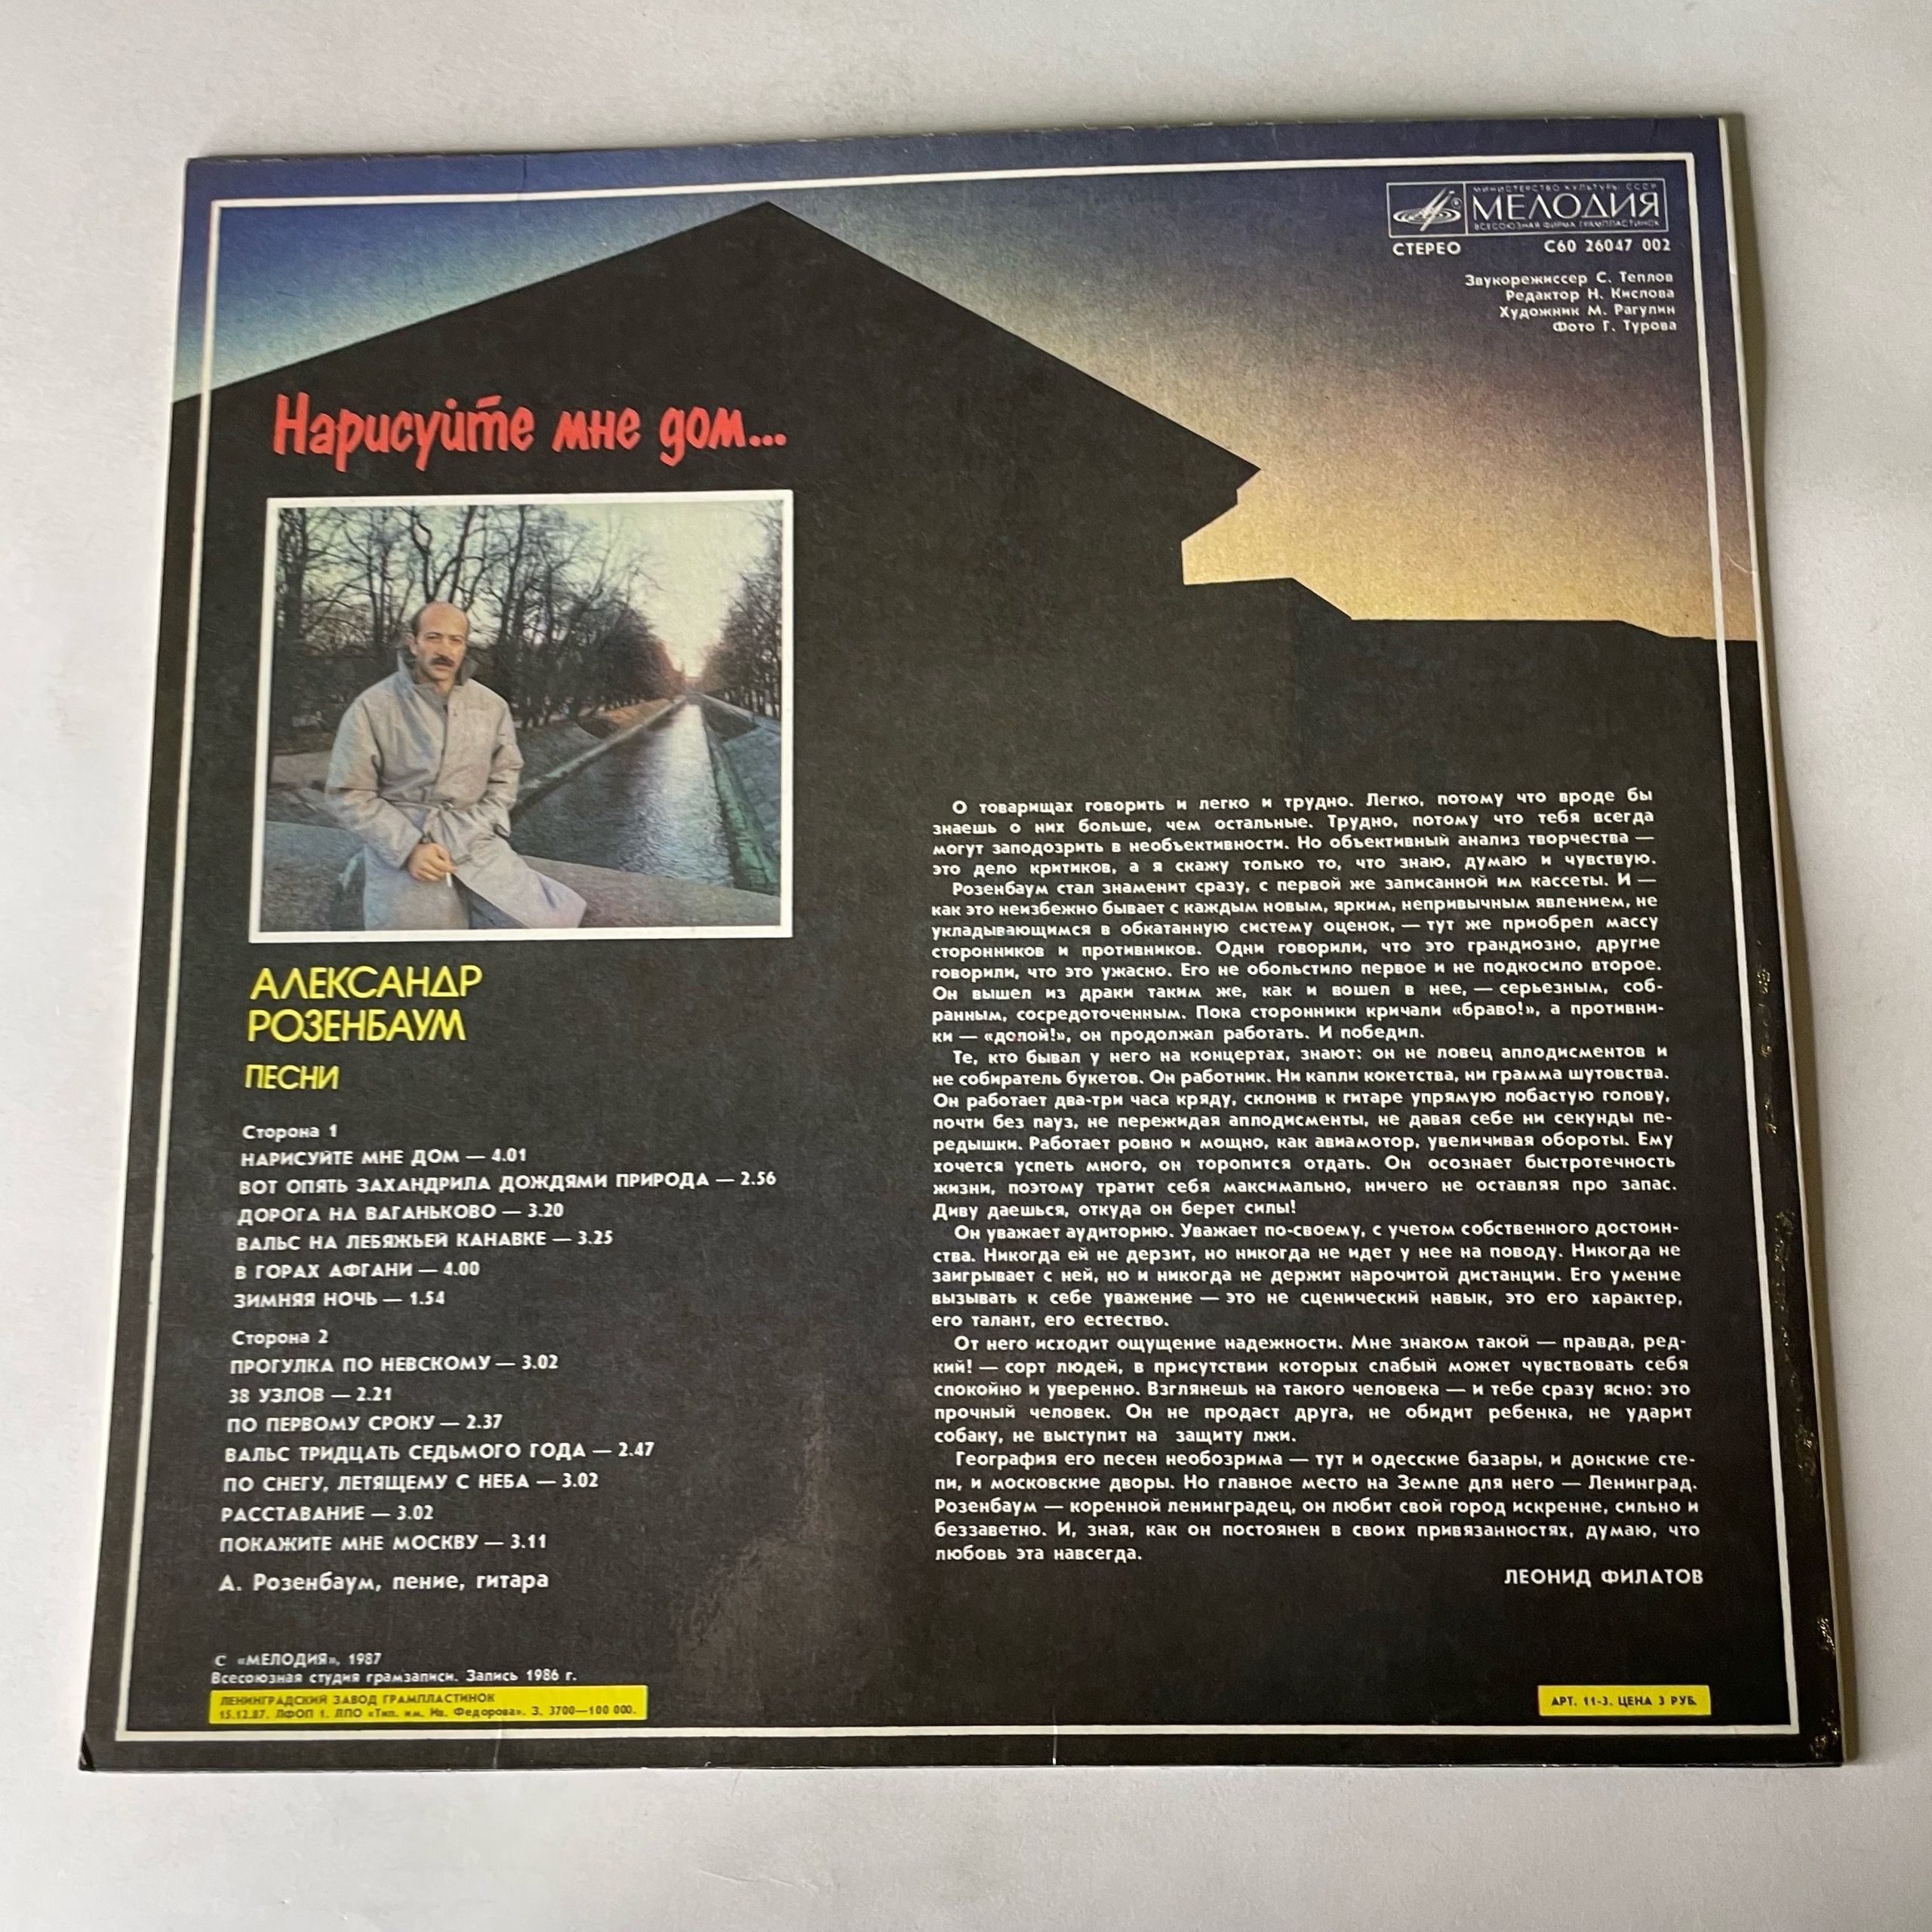 МИНИСТЕРСТВО КУЛЬТУРЫ СССР
МЕЛОДИЯ
ВСЕСОЮЗНАЯ ФИРМА ГРАМПЛАСТИНОК
СТЕРЕО С60 26047 002
Звукорежиссер С. Теплов
Редактор Н. Кислова
Художник М. Рагулин
Фото Г. Турова
Нарисуйте мне дом...
АЛЕКСАНДР
РОЗЕНБАУМ
ПЕСНИ
Сторона 1
НАРИСУЙТЕ МНЕ ДОМ — 4.01
ВОТ ОПЯТЬ ЗАХАНДРИЛА ДОЖДЯМИ ПРИРОДА — 2.56
ДОРОГА НА ВАГАНЬКОВО — 3.20
ВАЛЬС НА ЛЕБЯЖЬЕЙ КАНАВКЕ — 3.25
В ГОРАХ АФГАНИ — 4.00
ЗИМНЯЯ НОЧЬ — 1.54
Сторона 2
ПРОГУЛКА ПО НЕВСКОМУ — 3.02
38 УЗЛОВ — 2.21
ПО ПЕРВОМУ СРОКУ — 2.37
ВАЛЬС ТРИДЦАТЬ СЕДЬМОГО ГОДА — 2.47
ПО СНЕГУ, ЛЕТЯЩЕМУ С НЕБА — 3.02
РАССТАВАНИЕ — 3.02
ПОКАЖИТЕ МНЕ МОСКВУ — 3.11
А. Розенбаум, пение, гитара
С «МЕЛОДИЯ», 1987
Всесоюзная студия грамзаписи. Запись 1986 г.
ЛЕНИНГРАДСКИЙ ЗАВОД ГРАМПЛАСТИНОК
15.12.87. ЛФОП 1. ЛПО «Тип. им. Ив. Федорова». З. 3700—100 000.
О товарищах говорить и легко и трудно. Легко, потому что вроде бы
знаешь о них больше, чем остальные. Трудно, потому что тебя всегда
могут заподозрить в необъективности. Но объективный анализ творчества —
это дело критиков, а я скажу только то, что знаю, думаю и чувствую.
Розенбаум стал знаменит сразу, с первой же записанной им кассеты. И —
как это неизбежно бывает с каждым новым, ярким, непривычным явлением, не
укладывающимся в обкатанную систему оценок, — тут же приобрел массу
сторонников и противников. Одни говорили, что это грандиозно, другие
говорили, что это ужасно. Его не обольстило первое и не подкосило второе.
Он вышел из драки таким же, как и вошел в нее, — серьезным, соб-
ранным, сосредоточенным. Пока сторонники кричали «браво!», а противни-
ки — «долой!», он продолжал работать. И победил.
Те, кто бывал у него на концертах, знают: он не ловец аплодисментов и
не собиратель букетов. Он работник. Ни капли кокетства, ни грамма шутовства.
Он работает два-три часа кряду, склонив к гитаре упрямую лобастую голову,
почти без пауз, не пережидая аплодисменты, не давая себе ни секунды пе-
редышки. Работает ровно и мощно, как авиамотор, увеличивая обороты. Ему
хочется успеть много, он торопится отдать. Он осознает быстротечность
жизни, поэтому тратит себя максимально, ничего не оставляя про запас.
Диву даешься, откуда он берет силы!
Он уважает аудиторию. Уважает по-своему, с учетом собственного достоин-
ства. Никогда ей не дерзит, но никогда не идет у нее на поводу. Никогда не
заигрывает с ней, но и никогда не держит нарочитой дистанции. Его умение
вызывать к себе уважение — это не сценический навык, это его характер,
его талант, его естество.
От него исходит ощущение надежности. Мне знаком такой — правда, ред-
кий! — сорт людей, в присутствии которых слабый может чувствовать себя
спокойно и уверенно. Взглянешь на такого человека — и тебе сразу ясно: это
прочный человек. Он не продаст друга, не обидит ребенка, не ударит
собаку, не выступит на защиту лжи.
География его песен необозрима — тут и одесские базары, и донские сте-
пи, и московские дворы. Но главное место на Земле для него — Ленинград.
Розенбаум — коренной ленинградец, он любит свой город искренне, сильно и
беззаветно. И, зная, как он постоянен в своих привязанностях, думаю, что
любовь эта навсегда.
ЛЕОНИД ФИЛАТОВ
АРТ. 11-3. ЦЕНА 3 РУБ.